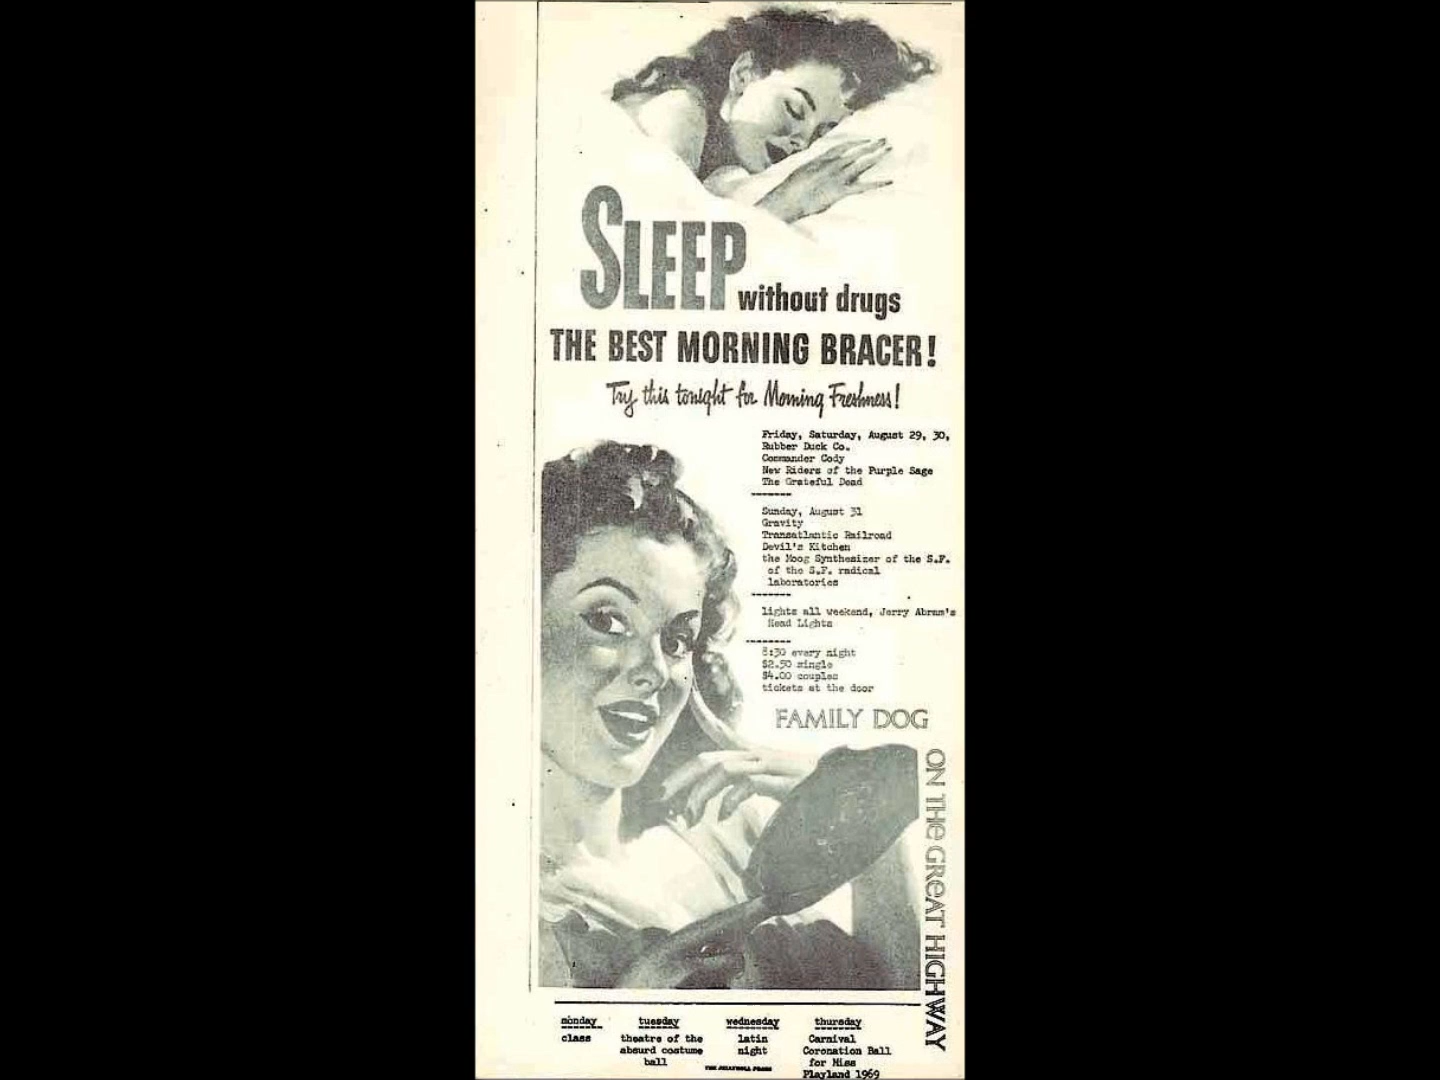 SLEEP without drugs
THE BEST MORNING BRACER!
Try this tonight for Morning Freshness!
Friday, Saturday, August 29, 30,
Rubber Duck Co.
Commander Cody
New Riders of the Purple Sage
The Grateful Dead
-------
Sunday, August 31
Gravity
Transatlantic Railroad
Devil's Kitchen
the Moog Synthesizer of the S.F.
of the S.F. radical
laboratories
-------
lights all weekend, Jerry Abram's
Head Lights
--------
8:30 every night
$2.50 single
$4.00 couples
tickets at the door
FAMILY DOG
ON THE GREAT HIGHWAY
monday tuesday wednesday thursday
class theatre of the latin Carnival
absurd costume night Coronation Ball
ball for Miss
Playland 1969